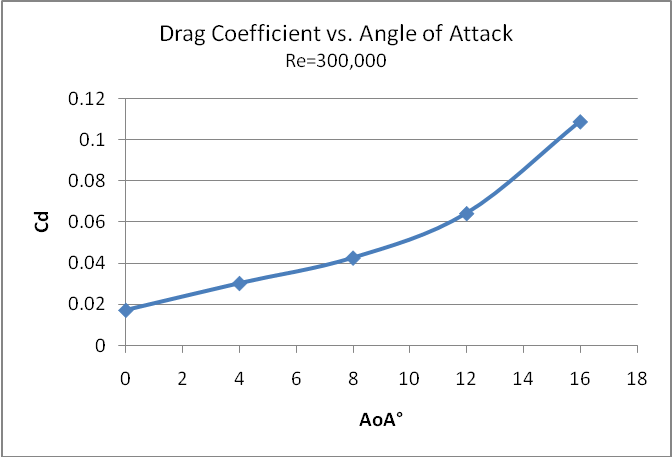 Drag Coefficient vs. Angle of Attack
Re=300,000
0.12
0.1
0.08
0.06
0.04
0.02
0
Cd
0 2 4 6 8 10 12 14 16 18
AoA°